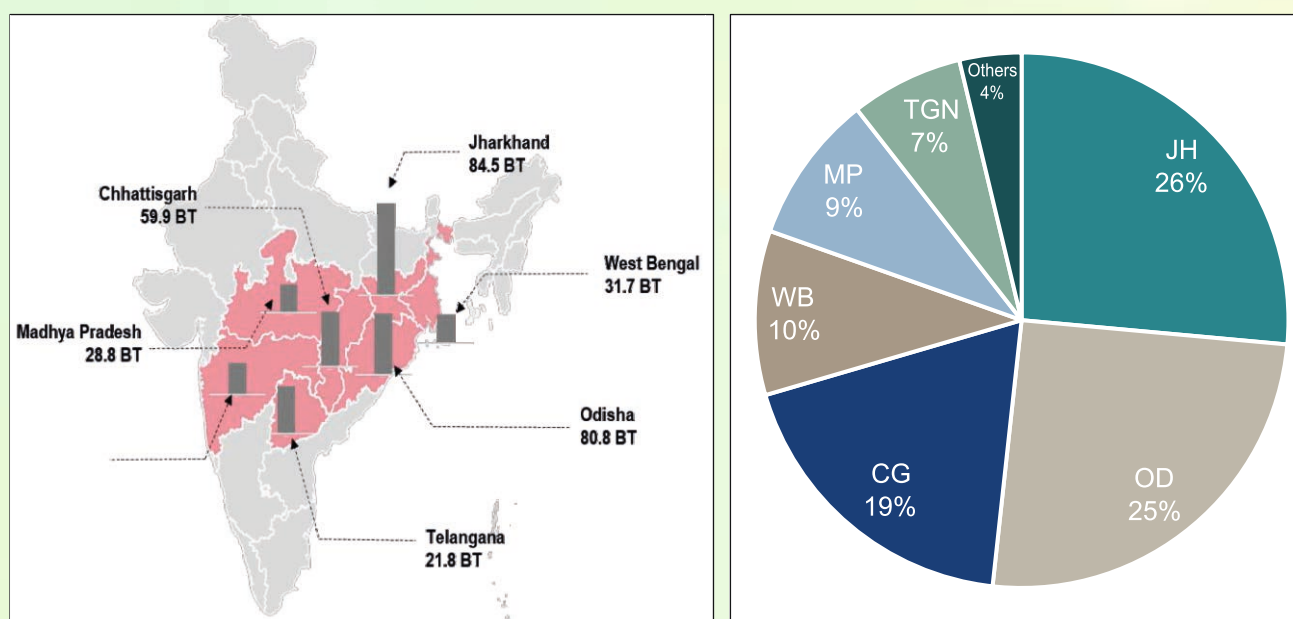 Jharkhand
84.5 BT
Chhattisgarh
59.9 BT
West Bengal
31.7 BT
Madhya Pradesh
28.8 BT
Odisha
80.8 BT
Telangana
21.8 BT
Others
4%
TGN
7%
JH
26%
MP
9%
WB
10%
CG
19%
OD
25%